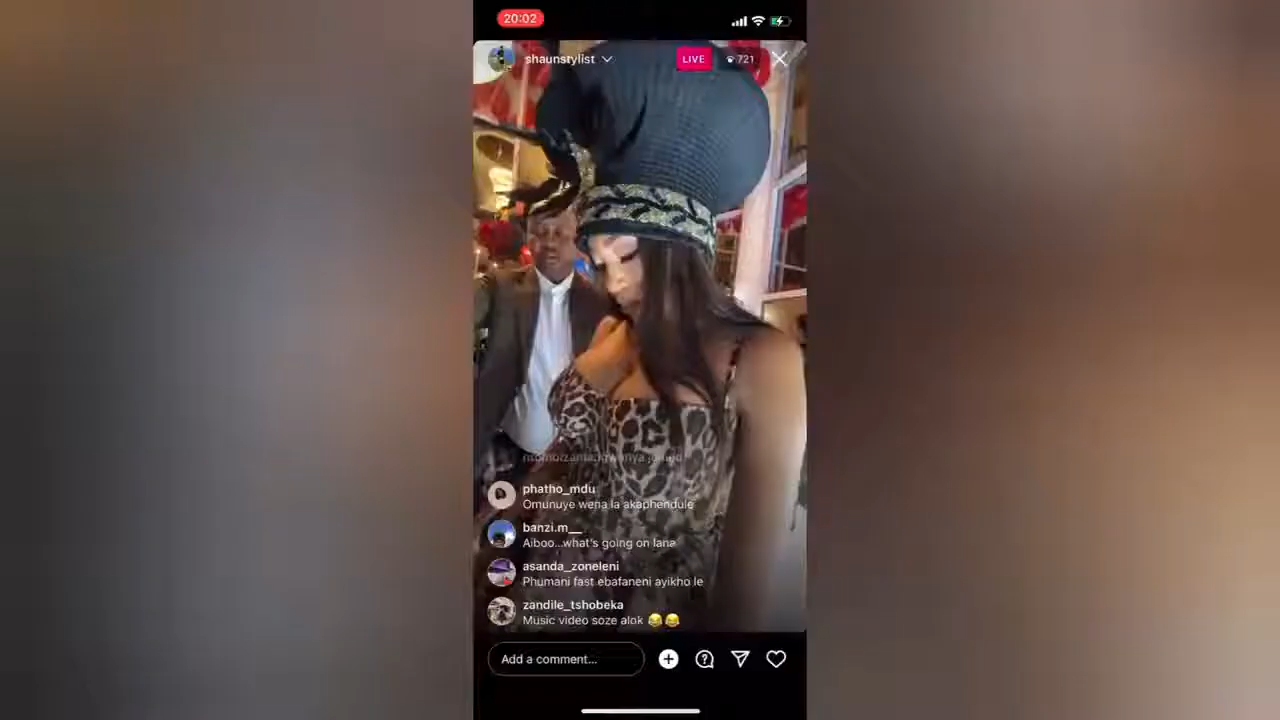 20:02
shaunstylist
LIVE
721
phatho_mdu
Omunuye wena la akaphendule
banzi.m__
Aiboo...what's going on lana
asanda_zoneleni
Phumani fast ebafaneni ayikho le
zandile_tshobeka
Music video soze alok 😂😂
Add a comment...